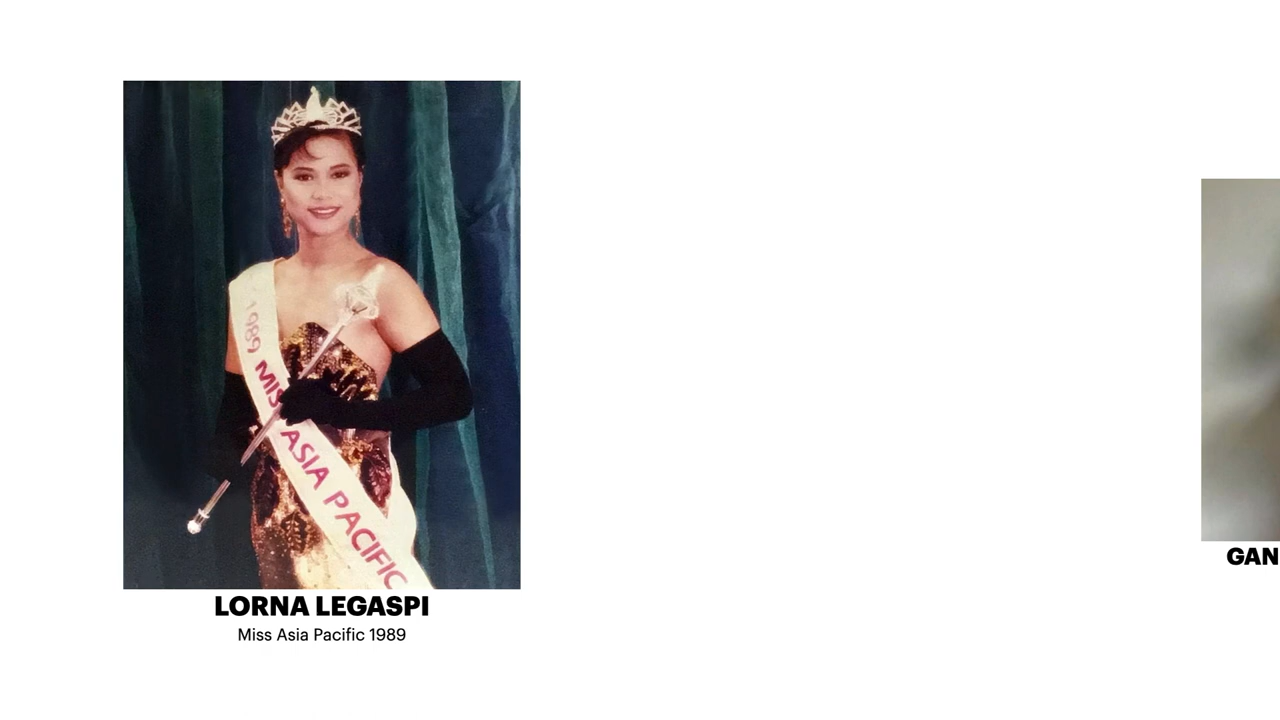 1989 MISS ASIA PACIFIC
LORNA LEGASPI
Miss Asia Pacific 1989
GAN